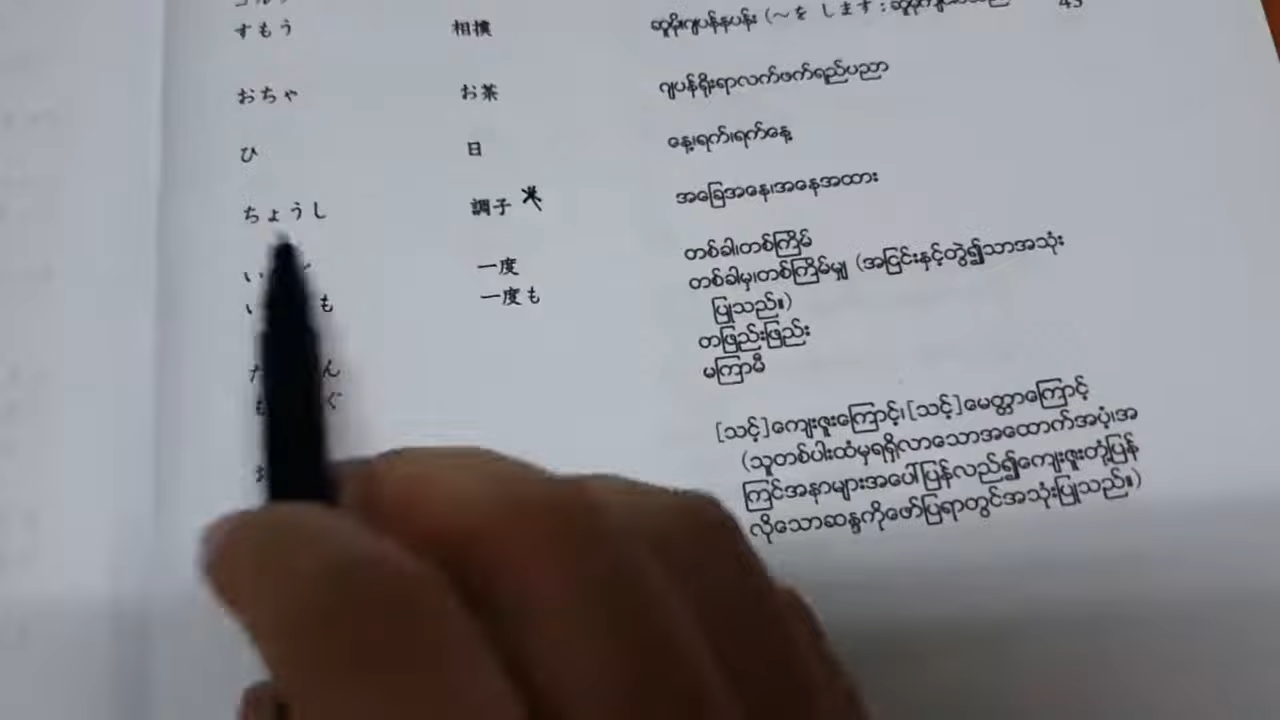 すもう 相撲 ဆူမိုး၊ဂျပန်နပန်း (～を します :
おちゃ お茶 ဂျပန်ရိုးရာလက်ဖက်ရည်ပညာ
ひ 日 နေ့၊ရက်၊ရက်နေ့
ちょうし 調子 အခြေအနေ၊အနေအထား
一度 တစ်ခါ၊တစ်ကြိမ်
一度も တစ်ခါမှ၊တစ်ကြိမ်မျှ (အငြင်းနှင့်တွဲ၍သာအသုံး
ပြုသည်။)
တဖြည်းဖြည်း
မကြာမီ
[သင့်]ကျေးဇူးကြောင့်၊[သင့်]မေတ္တာကြောင့်
(သူတစ်ပါးထံမှရရှိလာသောအထောက်အပံ့၊အ
ကြင်အနာများအပေါ်ပြန်လည်၍ကျေးဇူးတုံ့ပြန်
လိုသောဆန္ဒကိုဖော်ပြရာတွင်အသုံးပြုသည်။)